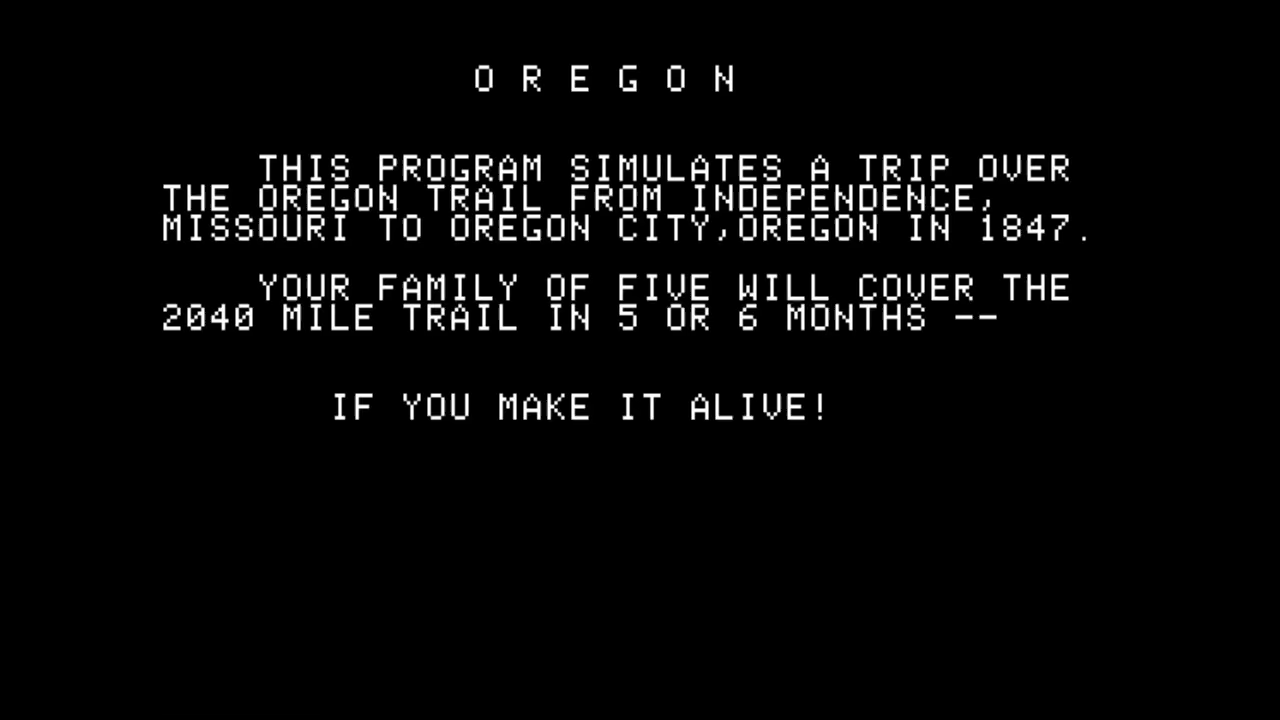 O R E G O N
THIS PROGRAM SIMULATES A TRIP OVER
THE OREGON TRAIL FROM INDEPENDENCE,
MISSOURI TO OREGON CITY,OREGON IN 1847.
YOUR FAMILY OF FIVE WILL COVER THE
2040 MILE TRAIL IN 5 OR 6 MONTHS --
IF YOU MAKE IT ALIVE!